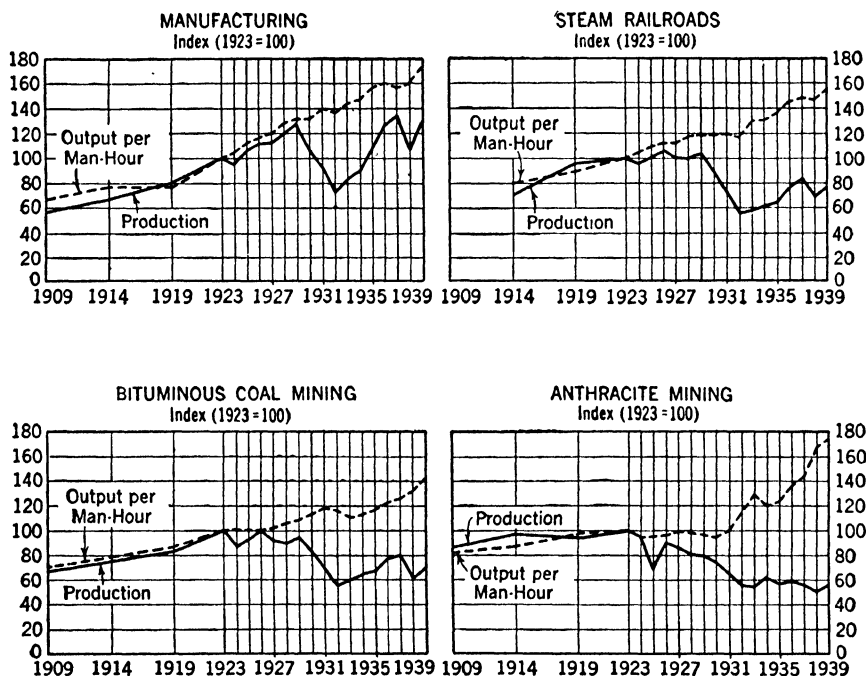 MANUFACTURING
Index (1923=100)
180
160
140
120
100
80
60
40
20
0
Output per
Man-Hour
Production
1909 1914 1919 1923 1927 1931 1935 1939
STEAM RAILROADS
Index (1923=100)
180
160
140
120
100
80
60
40
20
0
Output per
Man-Hour
Production
1909 1914 1919 1923 1927 1931 1935 1939
BITUMINOUS COAL MINING
Index (1923=100)
180
160
140
120
100
80
60
40
20
0
Output per
Man-Hour
Production
1909 1914 1919 1923 1927 1931 1935 1939
ANTHRACITE MINING
Index (1923=100)
180
160
140
120
100
80
60
40
20
0
Production
Output per
Man-Hour
1909 1914 1919 1923 1927 1931 1935 1939